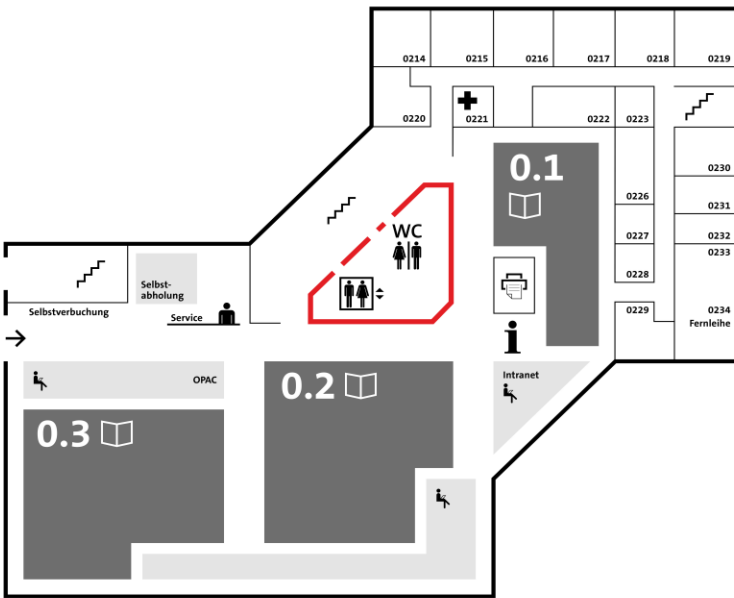 0214
0215
0216
0217
0218
0219
0220
0221
0222
0223
0.1
0230
0226
0231
WC
0227
0232
0233
0228
Selbst-
abholung
Selbstverbuchung
Service
0229
0234
Fernleihe
i
OPAC
0.2
Intranet
0.3